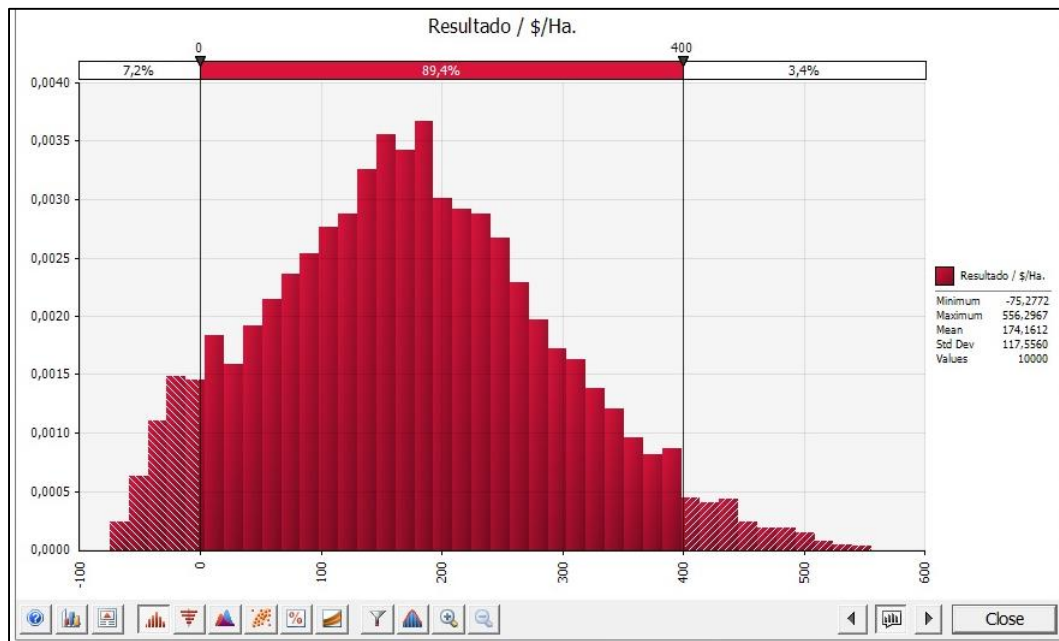 Resultado / $/Ha.
0 400
7,2% 89,4% 3,4%
0,0040
0,0035
0,0030
0,0025
0,0020
0,0015
0,0010
0,0005
0,0000
-100 0 100 200 300 400 500 600
Resultado / $/Ha.
Minimum -75,2772
Maximum 556,2967
Mean 174,1612
Std Dev 117,5560
Values 10000
Close